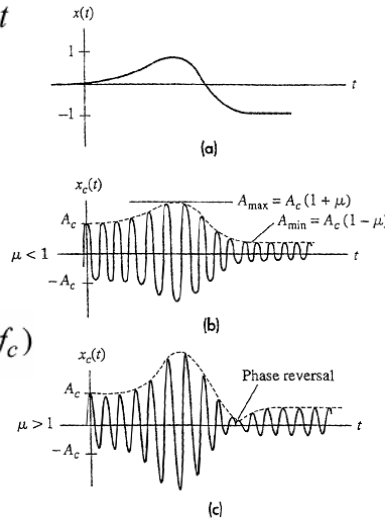 t
x(t)
1
t
−1
(a)
x_c(t)
A_max = A_c (1 + μ)
A_c
A_min = A_c (1 − μ)
μ < 1
t
−A_c
(b)
f_c)
x_c(t)
Phase reversal
A_c
μ > 1
t
−A_c
(c)